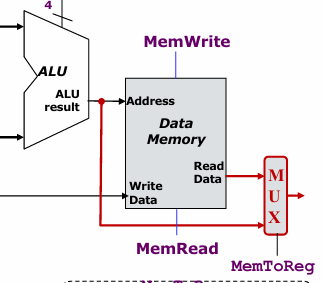 4
MemWrite
ALU
ALU
result
Address
Data
Memory
Read
Data
Write
Data
M
U
X
MemRead
MemToReg